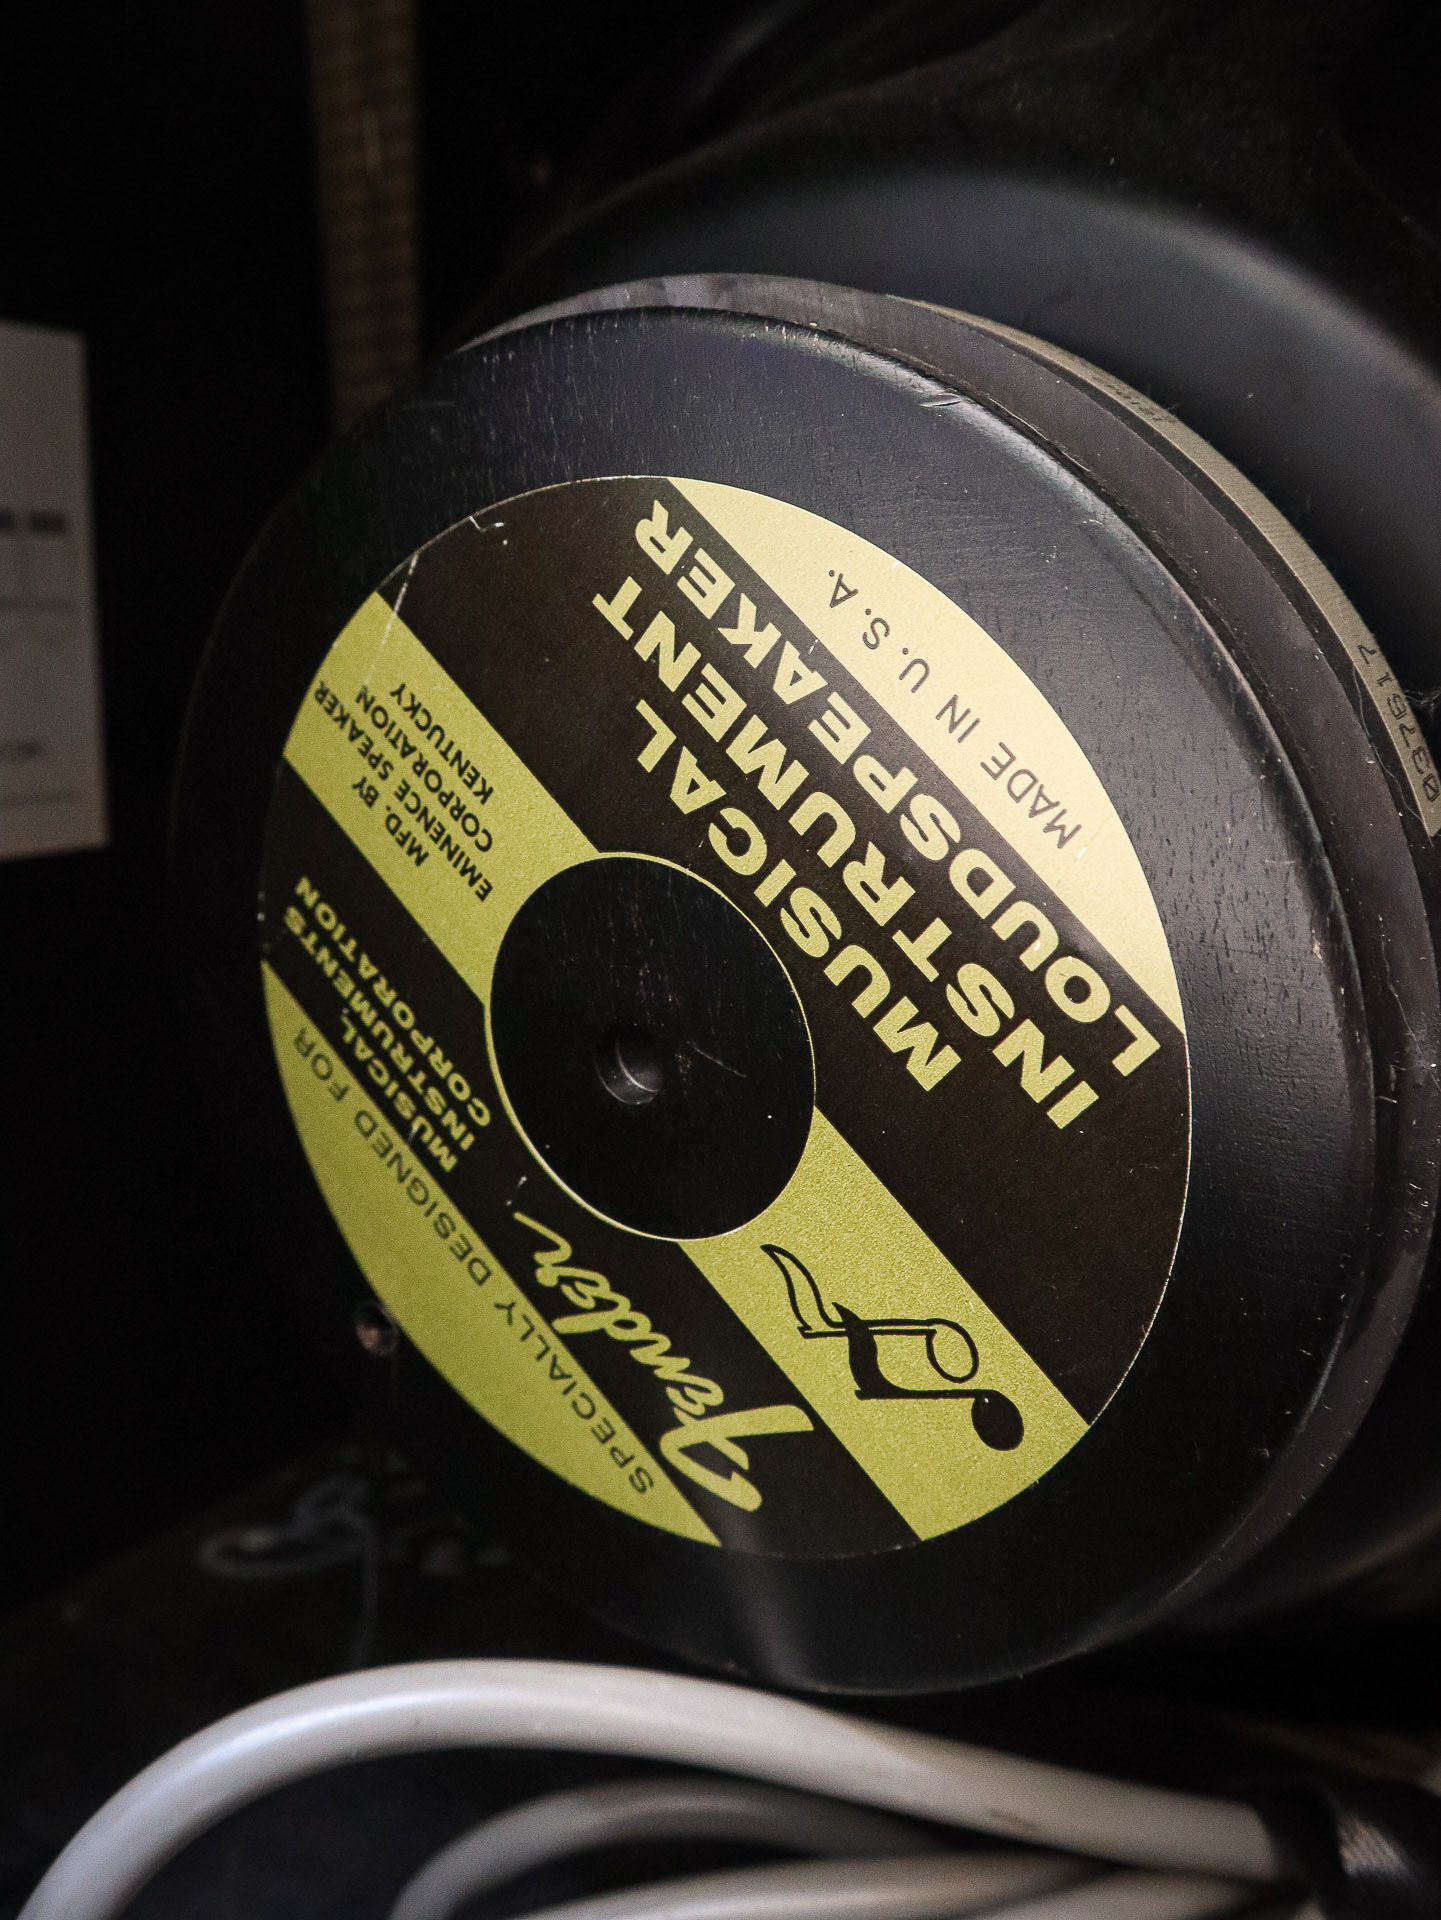 SPECIALLY DESIGNED FOR
Fender
MUSICAL
INSTRUMENTS
CORPORATION
MFD. BY
EMINENCE SPEAKER
CORPORATION
KENTUCKY
MUSICAL
INSTRUMENT
LOUDSPEAKER
MADE IN U.S.A.